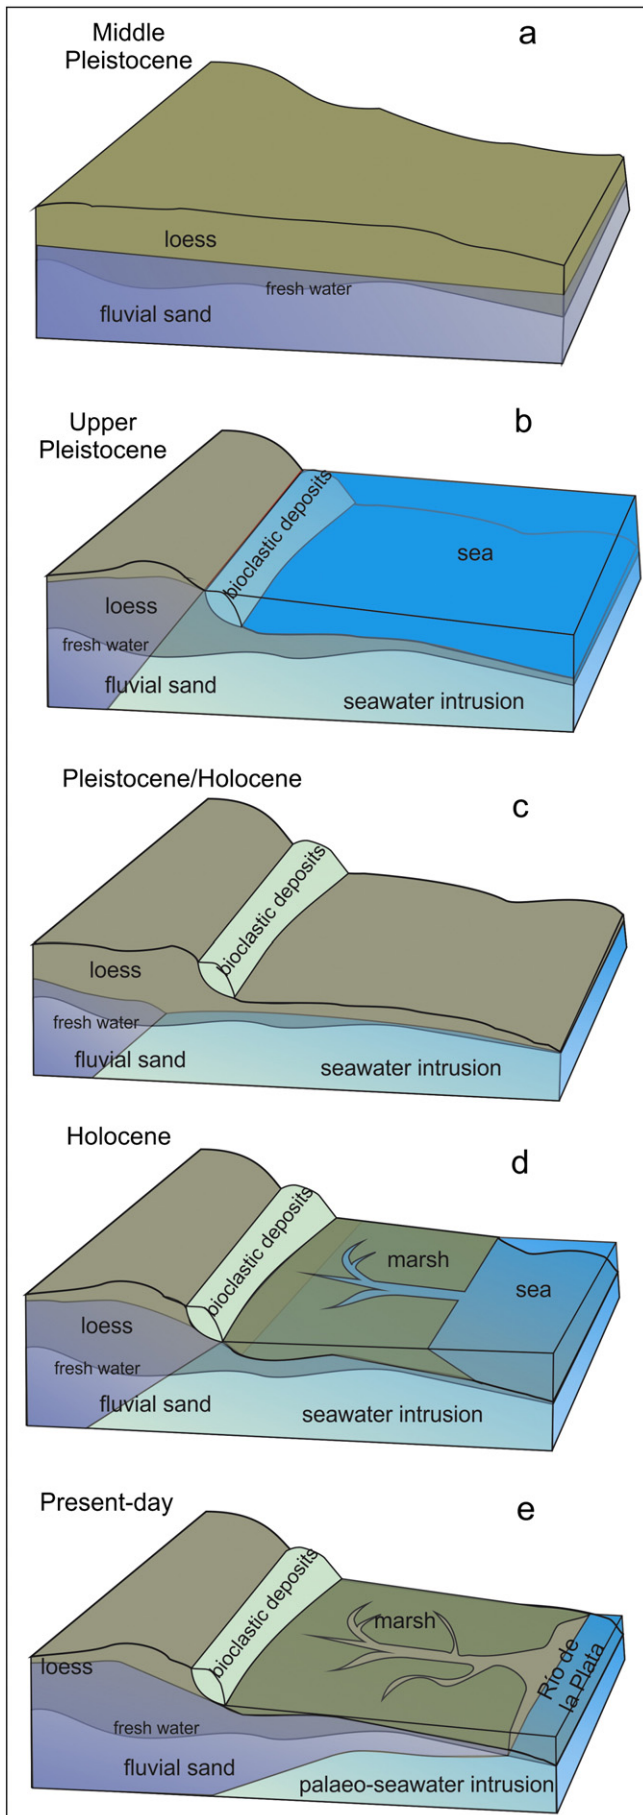 Middle
Pleistocene
a
loess
fresh water
fluvial sand
Upper
Pleistocene
b
bioclastic deposits
sea
loess
fresh water
fluvial sand
seawater intrusion
Pleistocene/Holocene
c
bioclastic deposits
loess
fresh water
fluvial sand
seawater intrusion
Holocene
d
bioclastic deposits
marsh
sea
loess
fresh water
fluvial sand
seawater intrusion
Present-day
e
bioclastic deposits
marsh
Río de
la Plata
loess
fresh water
fluvial sand
palaeo-seawater intrusion